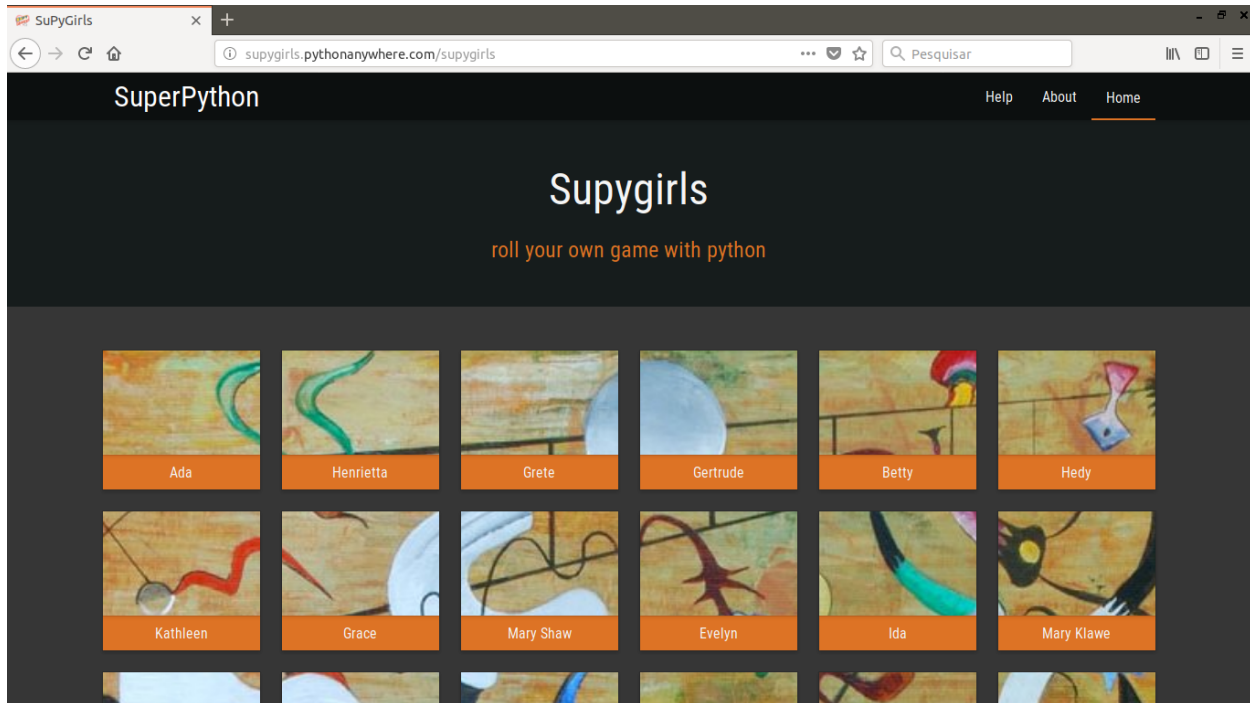 SuPyGirls
supygirls.pythonanywhere.com/supygirls
Pesquisar
SuperPython
Help About Home
Supygirls
roll your own game with python
Ada Henrietta Grete Gertrude Betty Hedy
Kathleen Grace Mary Shaw Evelyn Ida Mary Klawe